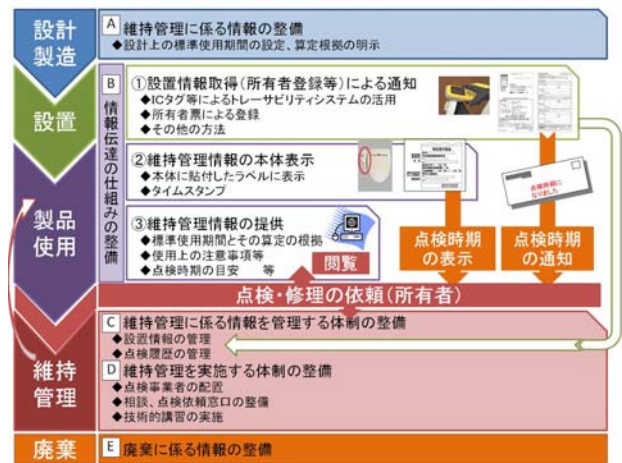 設計
製造
A 維持管理に係る情報の整備
◆設計上の標準使用期間の設定、算定根拠の明示
設置
製品
使用
B 情報伝達の仕組みの整備
①設置情報取得(所有者登録等)による通知
◆ICタグ等によるトレーサビリティシステムの活用
◆所有者票による登録
◆その他の方法
②維持管理情報の本体表示
◆本体に貼付したラベルに表示
◆タイムスタンプ
③維持管理情報の提供
◆標準使用期間とその算定の根拠
◆使用上の注意事項等
◆点検時期の目安 等
閲覧
点検時期
の表示
点検時期に
なりました
点検時期
の通知
点検・修理の依頼(所有者)
維持
管理
C 維持管理に係る情報を管理する体制の整備
◆設置情報の管理
◆点検履歴の管理
D 維持管理を実施する体制の整備
◆点検事業者の配置
◆相談、点検依頼窓口の整備
◆技術的講習の実施
廃棄
E 廃棄に係る情報の整備